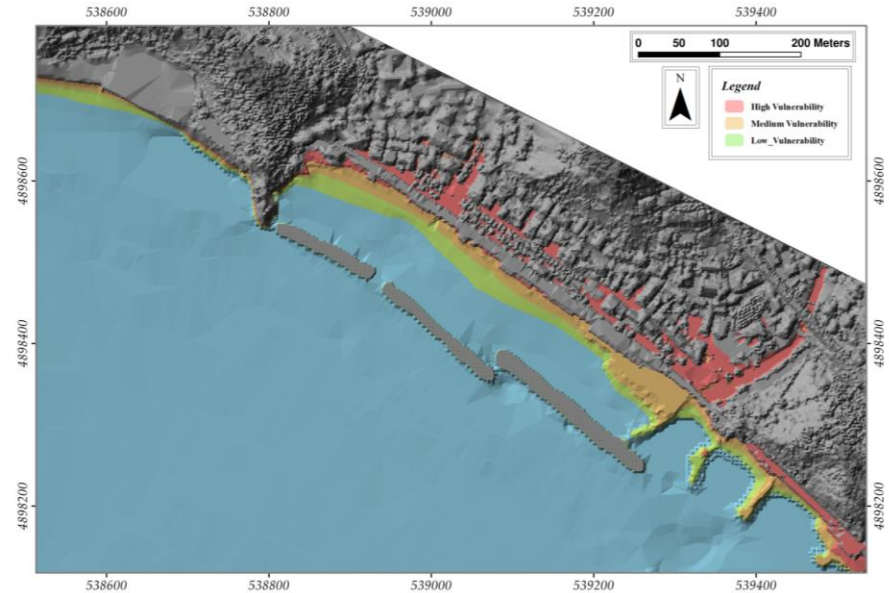 538600 538800 539000 539200 539400
0 50 100 200 Meters
N
Legend
High Vulnerability
Medium Vulnerability
Low_Vulnerability
4898600 4898600
4898400 4898400
4898200 4898200
538600 538800 539000 539200 539400